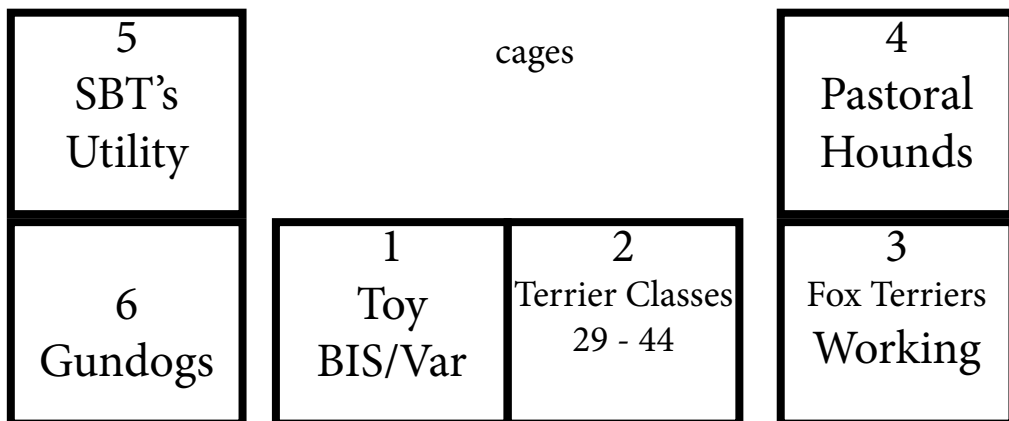 5
SBT’s
Utility
cages
4
Pastoral
Hounds
6
Gundogs
1
Toy
BIS/Var
2
Terrier Classes
29 - 44
3
Fox Terriers
Working